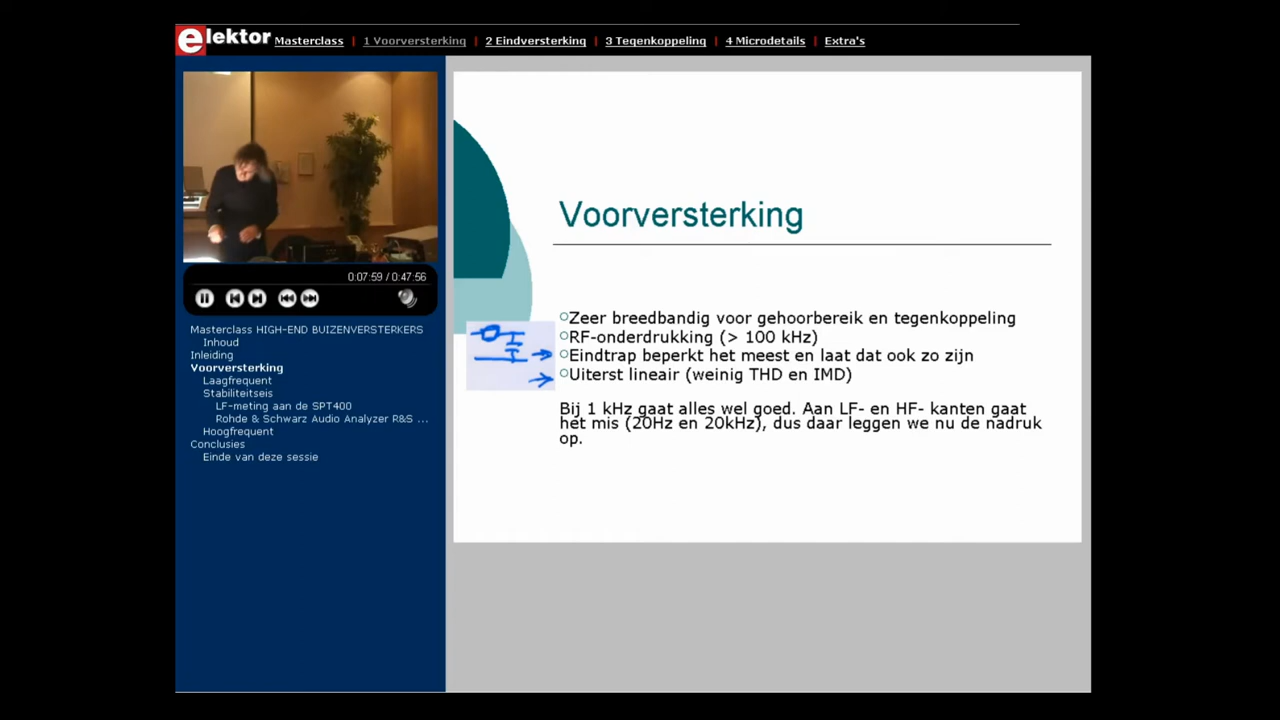 elektor Masterclass | 1 Voorversterking | 2 Eindversterking | 3 Tegenkoppeling | 4 Microdetails | Extra's
0:07:59 / 0:47:56
Masterclass HIGH-END BUIZENVERSTERKERS
Inhoud
Inleiding
Voorversterking
Laagfrequent
Stabiliteitseis
LF-meting aan de SPT400
Rohde & Schwarz Audio Analyzer R&S ...
Hoogfrequent
Conclusies
Einde van deze sessie
Voorversterking
Zeer breedbandig voor gehoorbereik en tegenkoppeling
RF-onderdrukking (> 100 kHz)
Eindtrap beperkt het meest en laat dat ook zo zijn
Uiterst lineair (weinig THD en IMD)
Bij 1 kHz gaat alles wel goed. Aan LF- en HF- kanten gaat
het mis (20Hz en 20kHz), dus daar leggen we nu de nadruk
op.